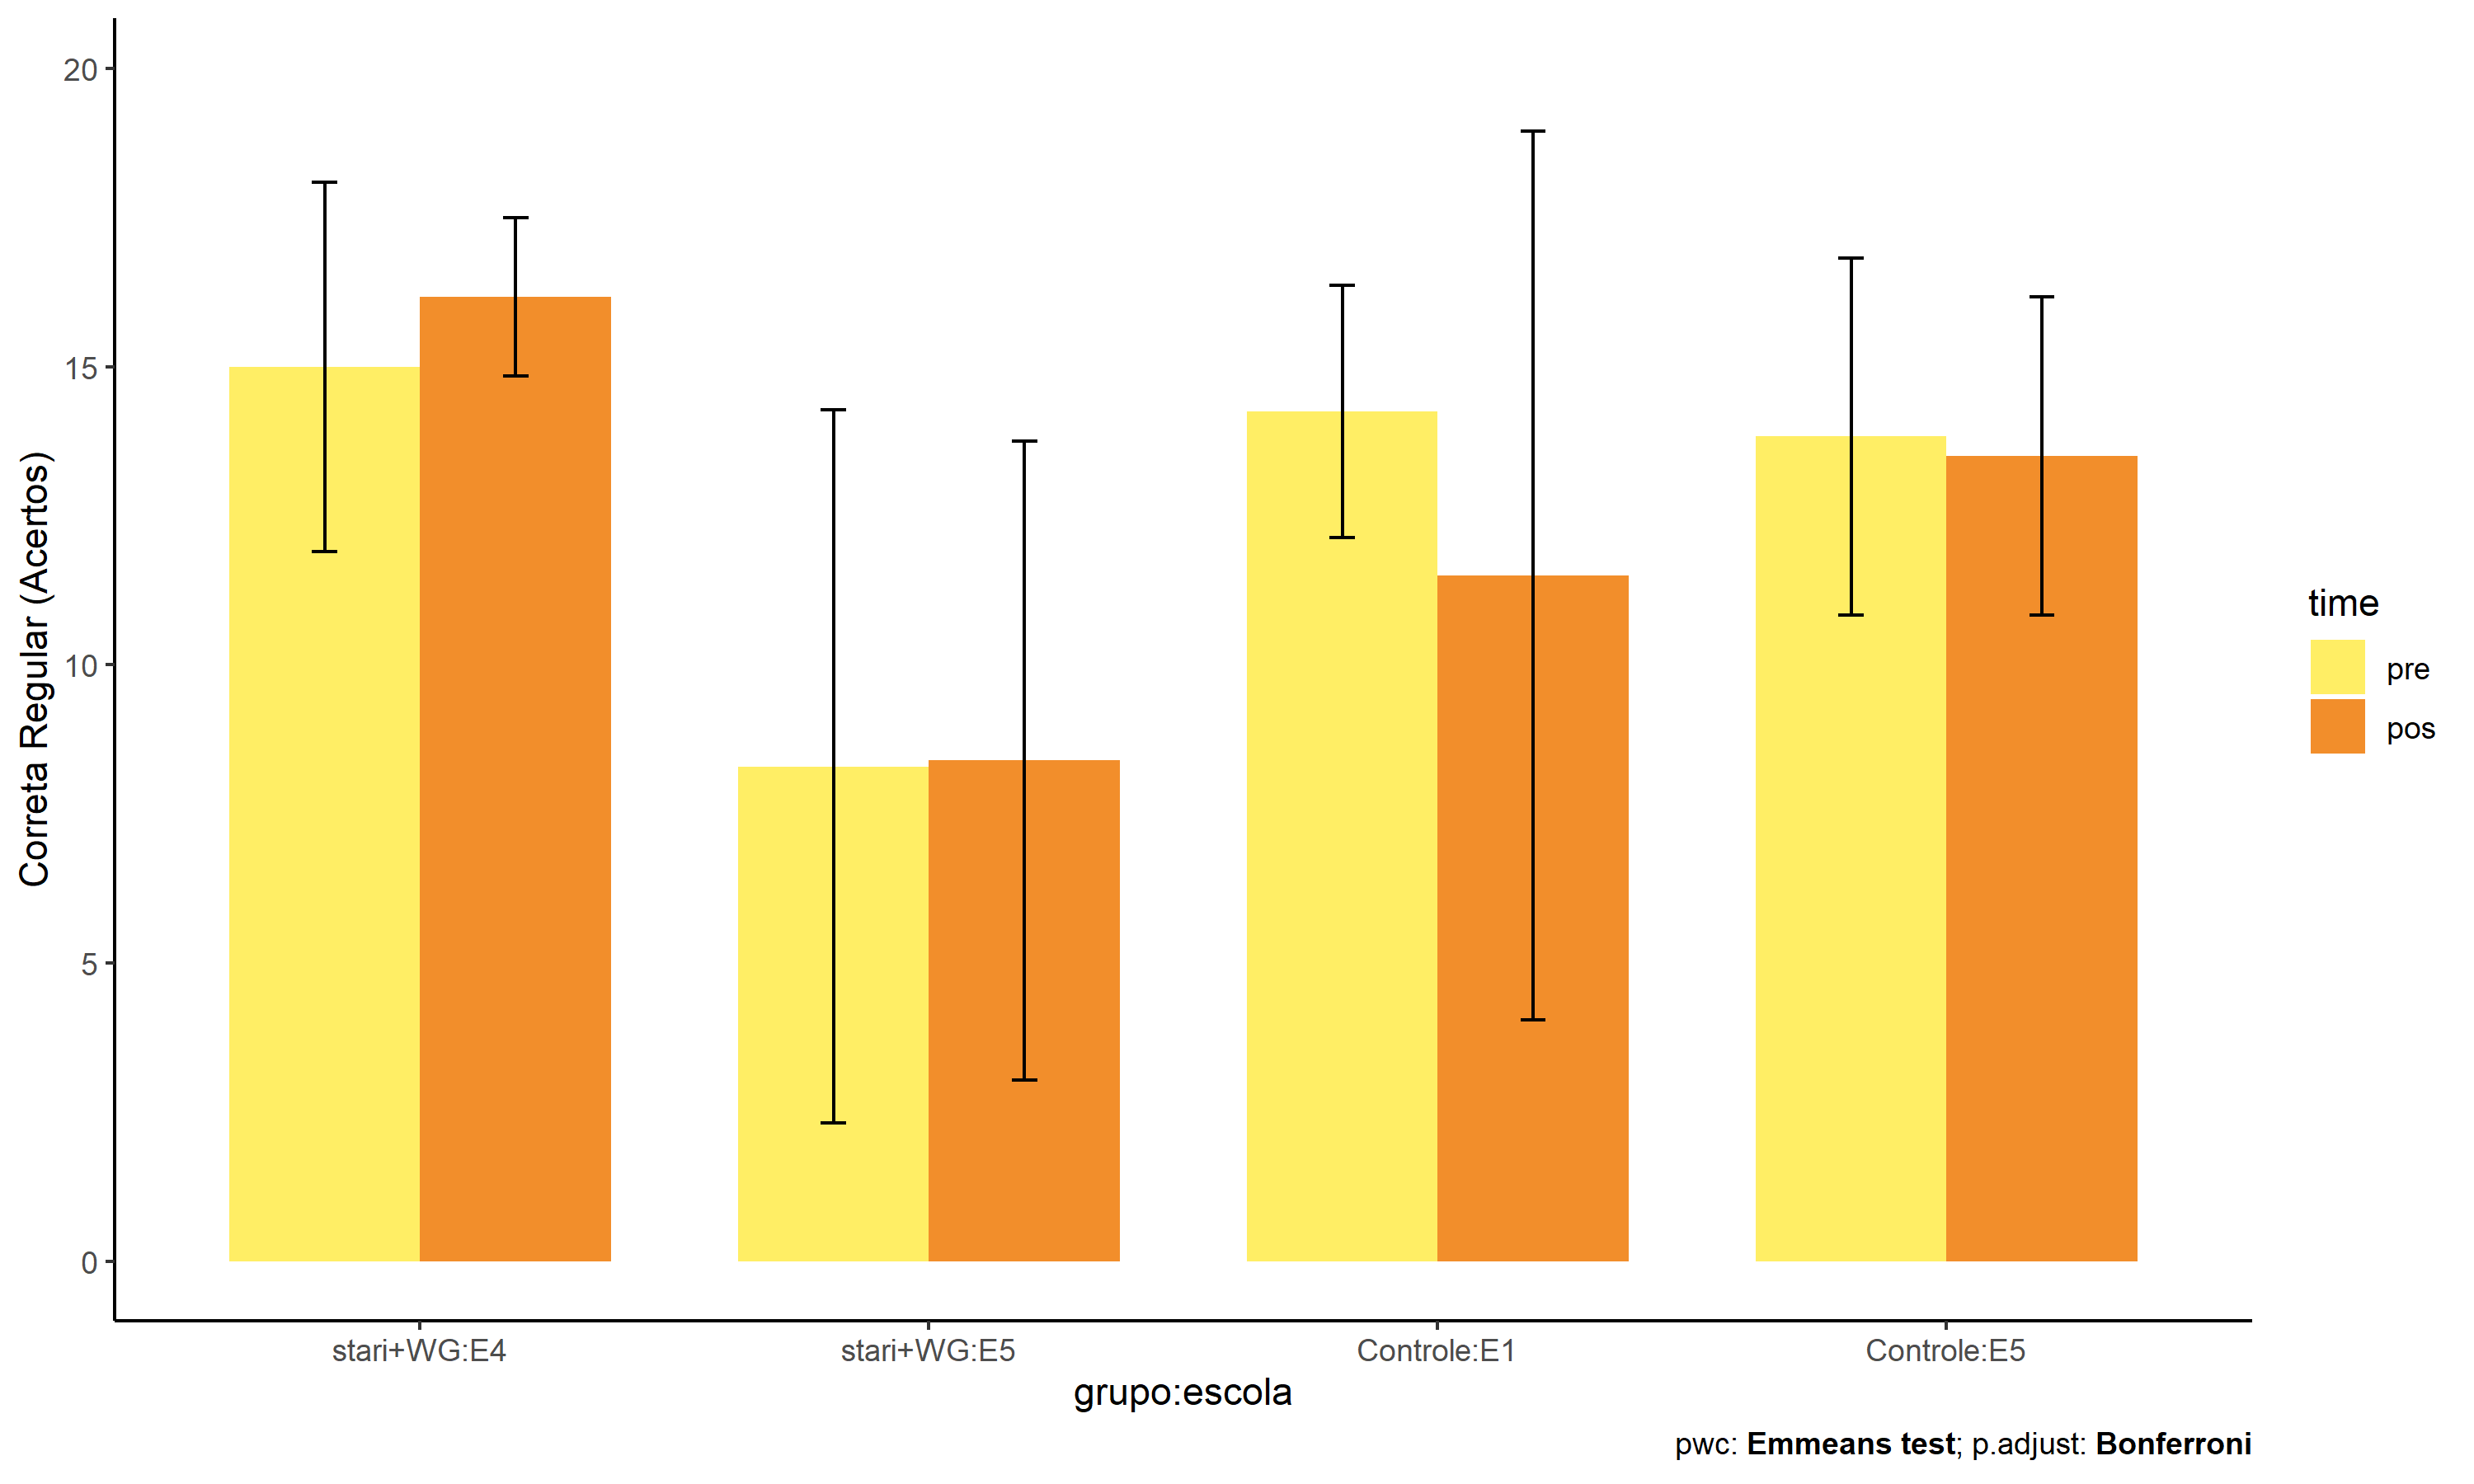 Correta Regular (Acertos)
20
15
10
5
0
stari+WG:E4
stari+WG:E5
Controle:E1
Controle:E5
grupo:escola
time
pre
pos
pwc: Emmeans test; p.adjust: Bonferroni